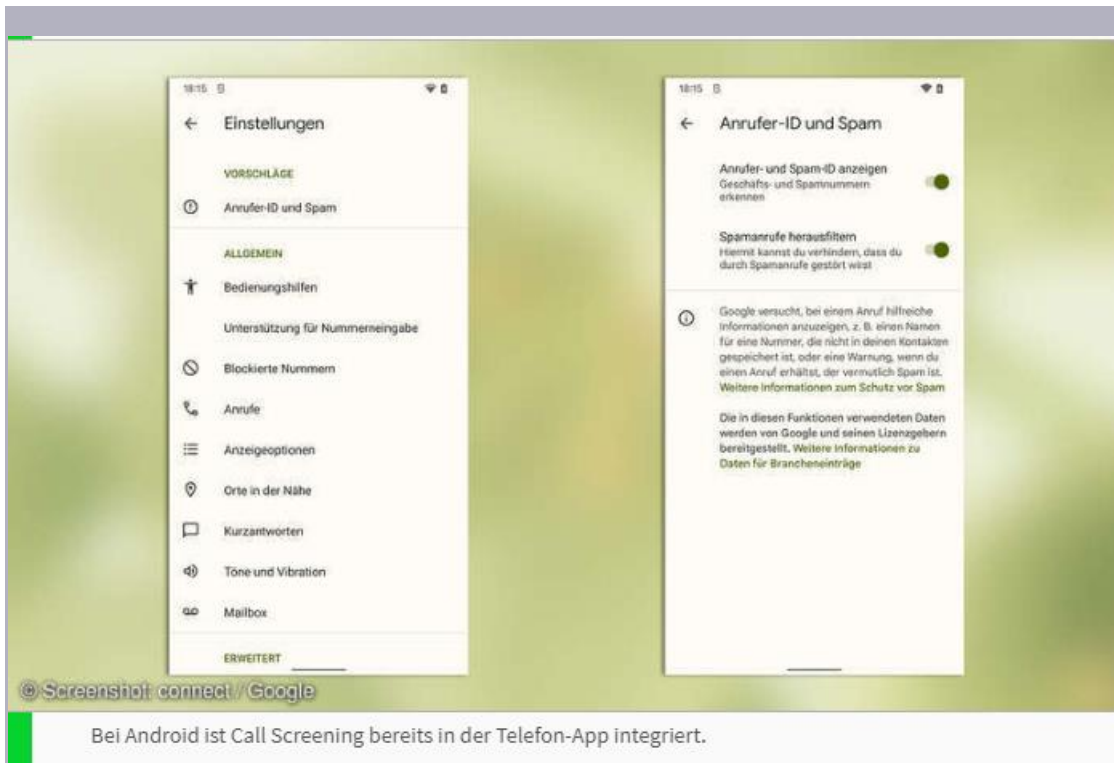 18:15
Einstellungen
VORSCHLÄGE
Anrufer-ID und Spam
ALLGEMEIN
Bedienungshilfen
Unterstützung für Nummerneingabe
Blockierte Nummern
Anrufe
Anzeigeoptionen
Orte in der Nähe
Kurzantworten
Töne und Vibration
Mailbox
ERWEITERT
18:15
Anrufer-ID und Spam
Anrufer- und Spam-ID anzeigen
Geschäfts- und Spamnummern
erkennen
Spamanrufe herausfiltern
Hiermit kannst du verhindern, dass du
durch Spamanrufe gestört wirst
Google versucht, bei einem Anruf hilfreiche
Informationen anzuzeigen, z. B. einen Namen
für eine Nummer, die nicht in deinen Kontakten
gespeichert ist, oder eine Warnung, wenn du
einen Anruf erhältst, der vermutlich Spam ist.
Weitere Informationen zum Schutz vor Spam
Die in diesen Funktionen verwendeten Daten
werden von Google und seinen Lizenzgebern
bereitgestellt. Weitere Informationen zu
Daten für Brancheneinträge
© Screenshot: connect / Google
Bei Android ist Call Screening bereits in der Telefon-App integriert.